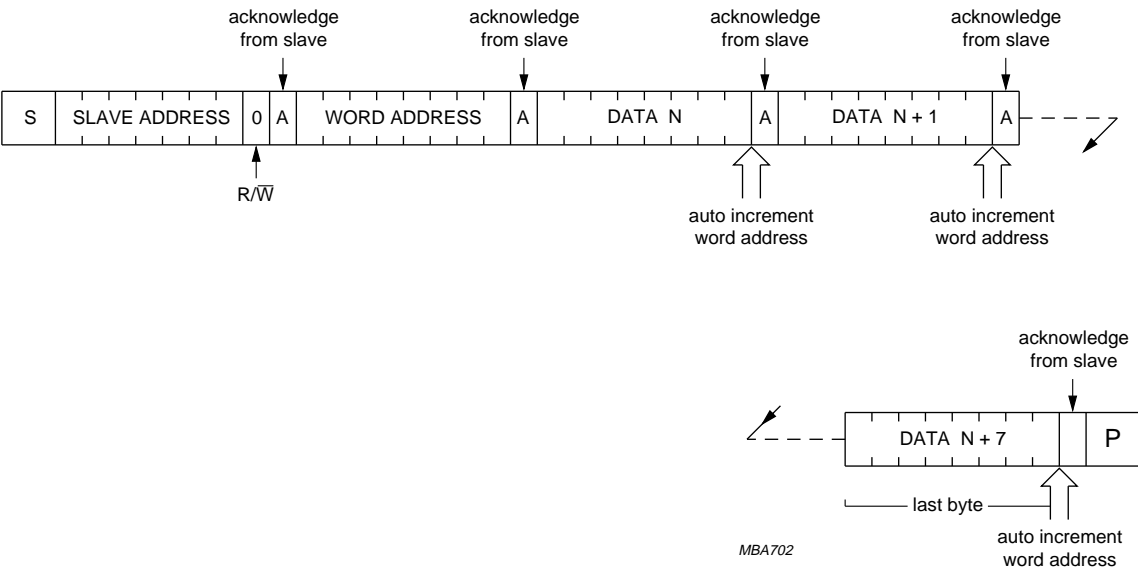 acknowledge
from slave
acknowledge
from slave
acknowledge
from slave
acknowledge
from slave
S SLAVE ADDRESS 0 A WORD ADDRESS A DATA N A DATA N + 1 A
R/W̅
auto increment
word address
auto increment
word address
acknowledge
from slave
DATA N + 7 P
last byte
auto increment
word address
MBA702